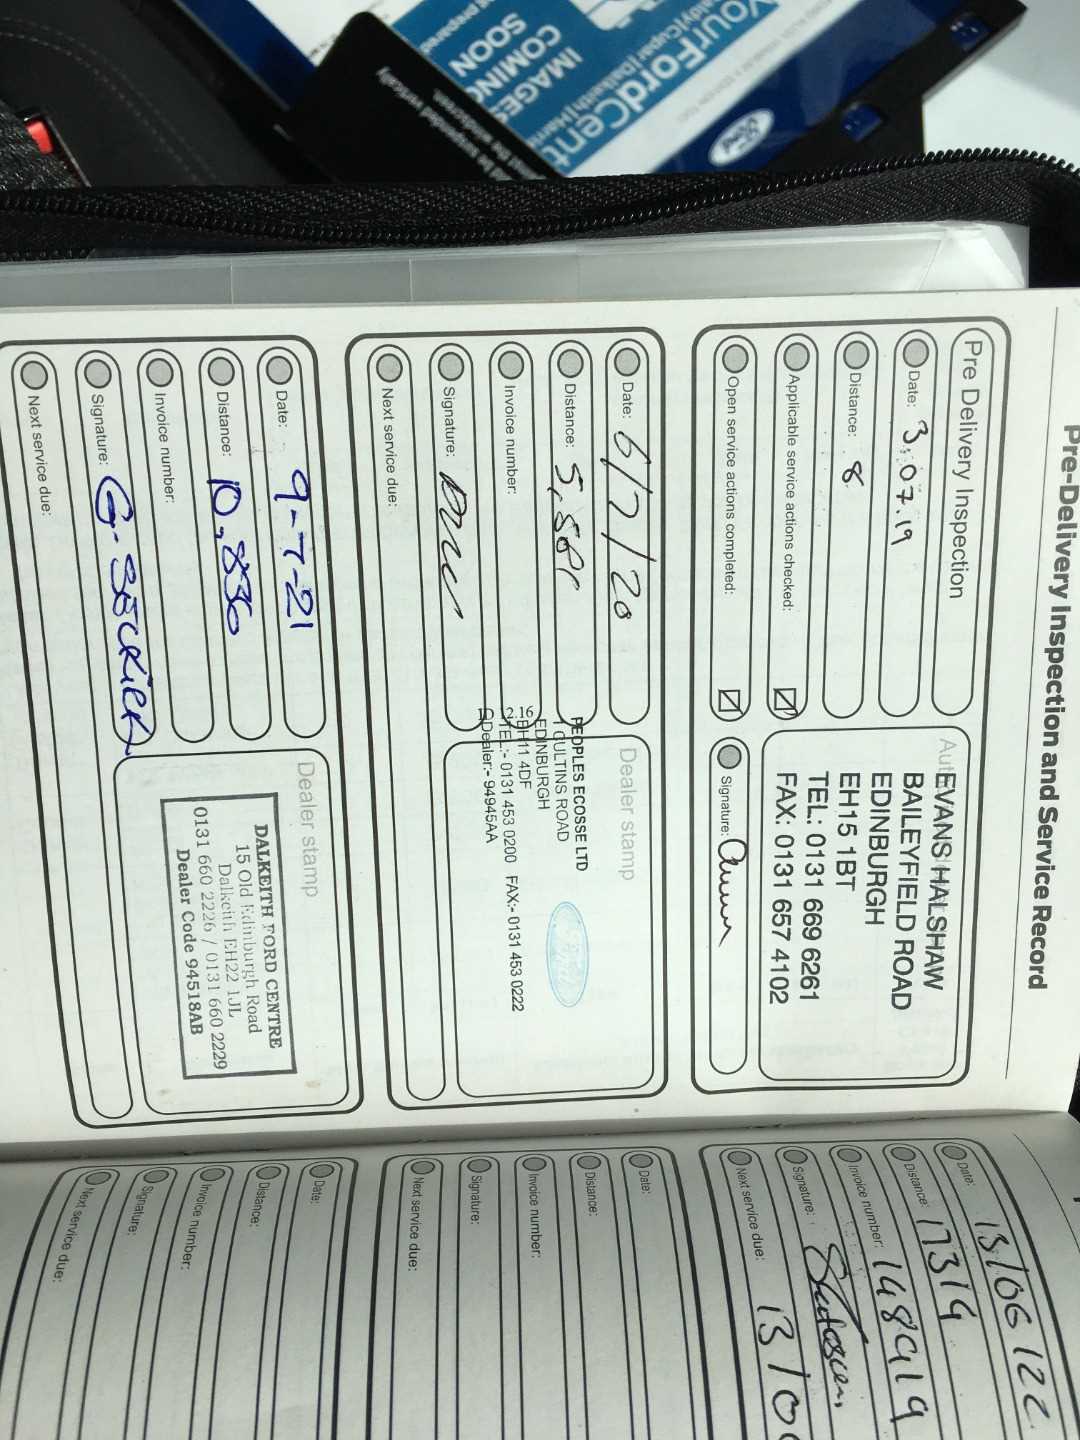 Pre-Delivery Inspection and Service Record
Pre Delivery Inspection
Date: 3.07.19
Distance: 8
Applicable service actions checked:
Open service actions completed:
EVANS HALSHAW
BAILEYFIELD ROAD
EDINBURGH
EH15 1BT
TEL: 0131 669 6261
FAX: 0131 657 4102
Signature:
Date: 6/7/20
Distance:
Invoice number:
Signature:
Next service due:
Dealer stamp
PEOPLES ECOSSE LTD
1 CULTINS ROAD
EDINBURGH
EH11 4DF
TEL:- 0131 453 0200 FAX:- 0131 453 0222
Dealer:- 94945AA
Ford
Date: 9-7-21
Distance: 10,836
Invoice number:
Signature:
Next service due:
Dealer stamp
DALKEITH FORD CENTRE
15 Old Edinburgh Road
Dalkeith EH22 1JL
0131 660 2226 / 0131 660 2229
Dealer Code 94518AB
Date: 13/06/22
Distance: 17319
Invoice number: 148919
Signature:
Next service due: 13/0
Date:
Distance:
Invoice number:
Signature:
Next service due:
Date:
Distance:
Invoice number:
Signature:
Next service due:
Ford
YourFordCent
IMAGES
COMING
SOON